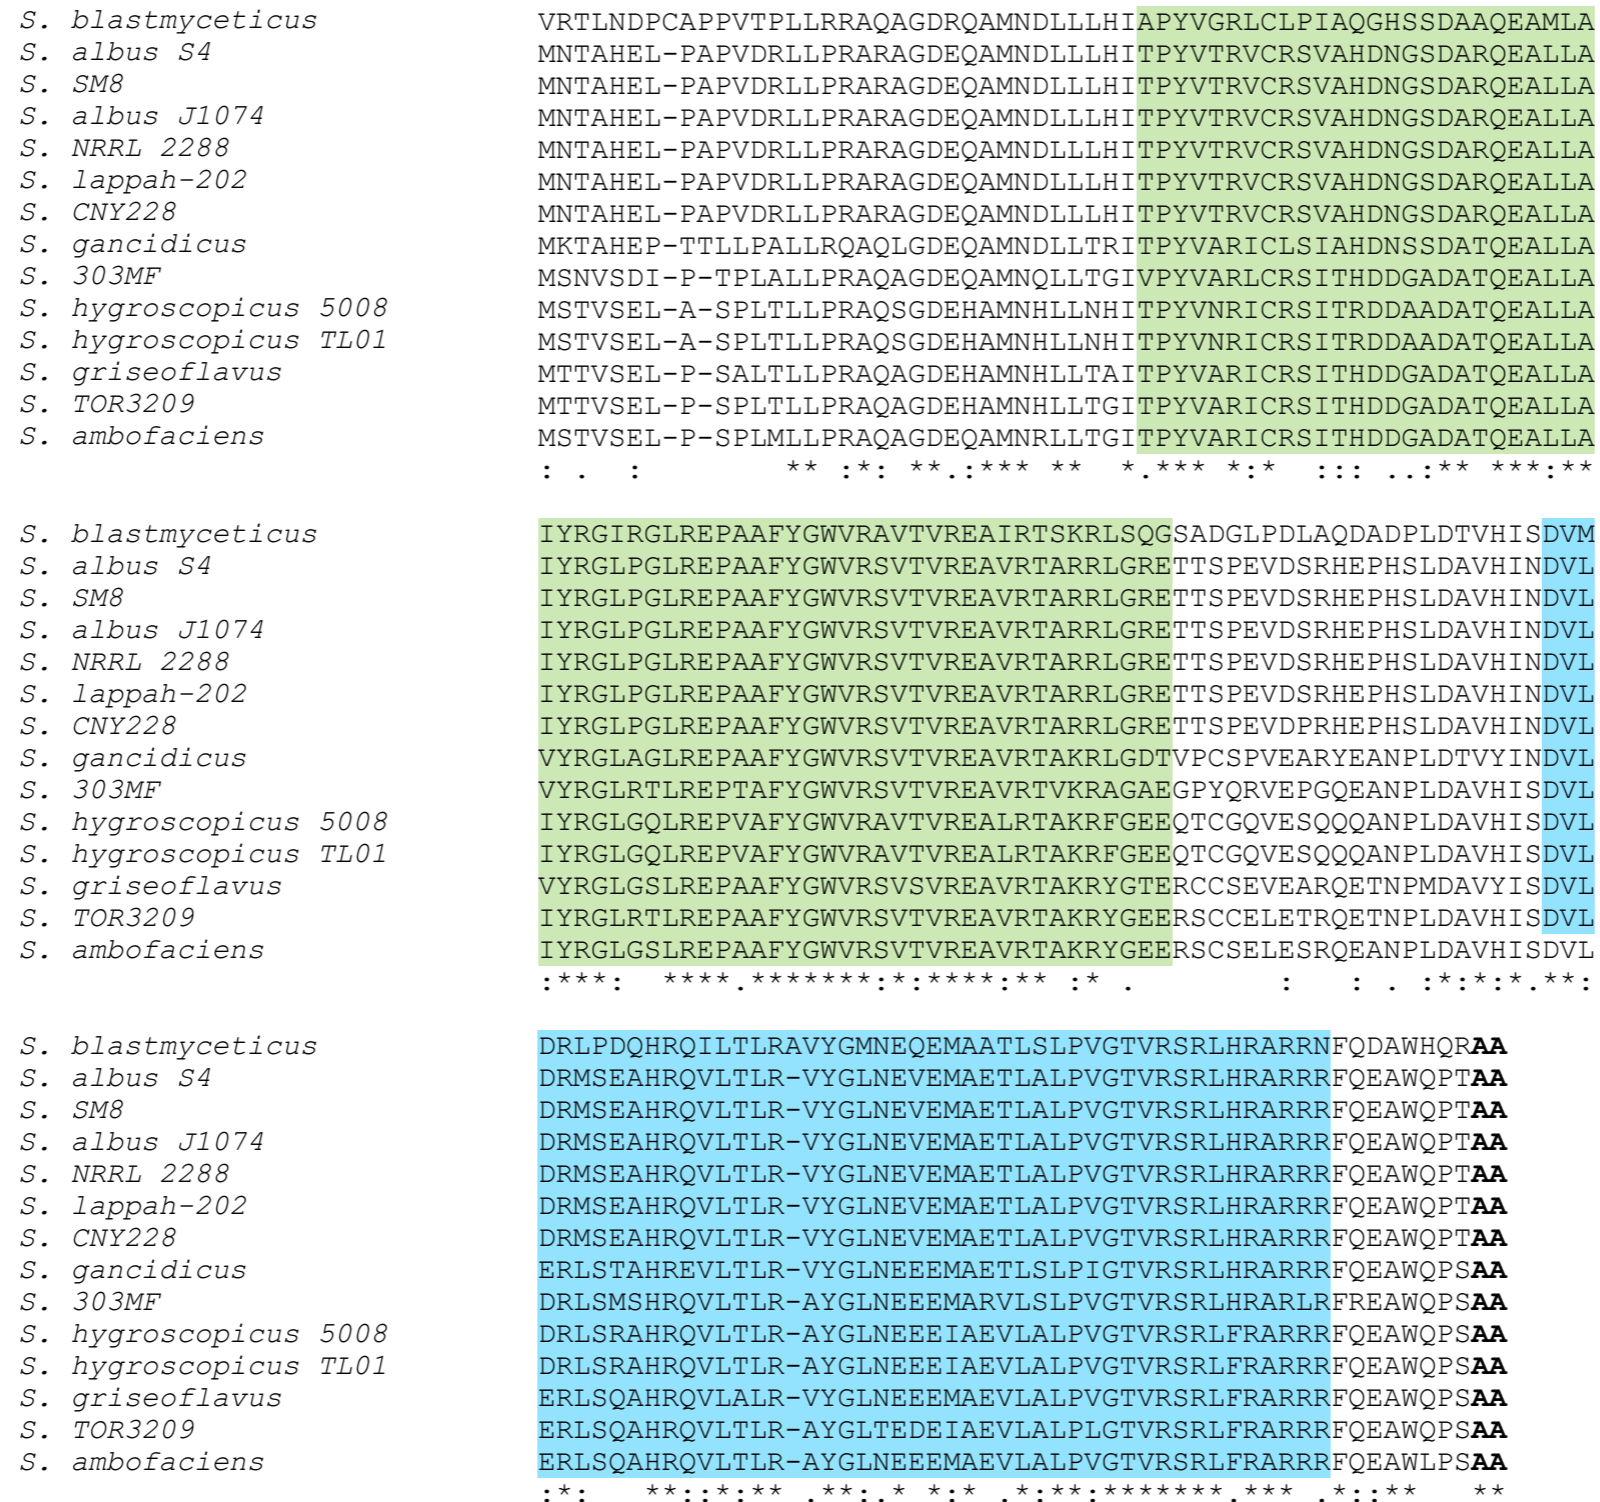 S. blastmyceticus VRTLNDPCAPPVTPLLRRAQAGDRQAMNDLLLHIAPYVGRLCLPIAQGHSSDAAQEAMLA
S. albus S4 MNTAHEL-PAPVDRLLPRARAGDEQAMNDLLLHITPYVTRVCRSVAHDNGSDARQEALLA
S. SM8 MNTAHEL-PAPVDRLLPRARAGDEQAMNDLLLHITPYVTRVCRSVAHDNGSDARQEALLA
S. albus J1074 MNTAHEL-PAPVDRLLPRARAGDEQAMNDLLLHITPYVTRVCRSVAHDNGSDARQEALLA
S. NRRL 2288 MNTAHEL-PAPVDRLLPRARAGDEQAMNDLLLHITPYVTRVCRSVAHDNGSDARQEALLA
S. lappah-202 MNTAHEL-PAPVDRLLPRARAGDEQAMNDLLLHITPYVTRVCRSVAHDNGSDARQEALLA
S. CNY228 MNTAHEL-PAPVDRLLPRARAGDEQAMNDLLLHITPYVTRVCRSVAHDNGSDARQEALLA
S. gancidicus MKTAHEP-TTLLPALLRQAQLGDEQAMNDLLTRITPYVARICLSIAHDNSSDATQEALLA
S. 303MF MSNVSDI-P-TPLALLPRAQAGDEQAMNQLLTGIVPYVARLCRSITHDDGADATQEALLA
S. hygroscopicus 5008 MSTVSEL-A-SPLTLLPRAQSGDEHAMNHLLNHITPYVNRICRSITRDDAADATQEALLA
S. hygroscopicus TL01 MSTVSEL-A-SPLTLLPRAQSGDEHAMNHLLNHITPYVNRICRSITRDDAADATQEALLA
S. griseoflavus MTTVSEL-P-SALTLLPRAQAGDEHAMNHLLTAITPYVARICRSITHDDGADATQEALLA
S. TOR3209 MTTVSEL-P-SPLTLLPRAQAGDEHAMNHLLTGITPYVARICRSITHDDGADATQEALLA
S. ambofaciens MSTVSEL-P-SPLMLLPRAQAGDEQAMNRLLTGITPYVARICRSITHDDGADATQEALLA
: .  :        ** :*: **.:*** **  *.*** *:*  ::: ..:** ***:**
S. blastmyceticus IYRGIRGLREPAAFYGWVRAVTVREAIRTSKRLSQGSADGLPDLAQDADPLDTVHISDVM
S. albus S4 IYRGLPGLREPAAFYGWVRSVTVREAVRTARRLGRETTSPEVDSRHEPHSLDAVHINDVL
S. SM8 IYRGLPGLREPAAFYGWVRSVTVREAVRTARRLGRETTSPEVDSRHEPHSLDAVHINDVL
S. albus J1074 IYRGLPGLREPAAFYGWVRSVTVREAVRTARRLGRETTSPEVDSRHEPHSLDAVHINDVL
S. NRRL 2288 IYRGLPGLREPAAFYGWVRSVTVREAVRTARRLGRETTSPEVDSRHEPHSLDAVHINDVL
S. lappah-202 IYRGLPGLREPAAFYGWVRSVTVREAVRTARRLGRETTSPEVDSRHEPHSLDAVHINDVL
S. CNY228 IYRGLPGLREPAAFYGWVRSVTVREAVRTARRLGRETTSPEVDPRHEPHSLDAVHINDVL
S. gancidicus VYRGLAGLREPAAFYGWVRSVTVREAVRTAKRLGDTVPCSPVEARYEANPLDTVYINDVL
S. 303MF VYRGLRTLREPTAFYGWVRSVTVREAVRTVKRAGAEGPYQRVEPGQEANPLDAVHISDVL
S. hygroscopicus 5008 IYRGLGQLREPVAFYGWVRAVTVREALRTAKRFGEEQTCGQVESQQQANPLDAVHISDVL
S. hygroscopicus TL01 IYRGLGQLREPVAFYGWVRAVTVREALRTAKRFGEEQTCGQVESQQQANPLDAVHISDVL
S. griseoflavus VYRGLGSLREPAAFYGWVRSVSVREAVRTAKRYGTERCCSEVEARQETNPMDAVYISDVL
S. TOR3209 IYRGLRTLREPAAFYGWVRSVTVREAVRTAKRYGEERSCCELETRQETNPLDAVHISDVL
S. ambofaciens IYRGLGSLREPAAFYGWVRSVTVREAVRTAKRYGEERSCSELESRQEANPLDAVHISDVL
:***:  ****.*******:*:****:** :* .         :   : . :*:*:*.**:
S. blastmyceticus DRLPDQHRQILTLRAVYGMNEQEMAATLSLPVGTVRSRLHRARRNFQDAWHQRAA
S. albus S4 DRMSEAHRQVLTLR-VYGLNEVEMAETLALPVGTVRSRLHRARRRFQEAWQPTAA
S. SM8 DRMSEAHRQVLTLR-VYGLNEVEMAETLALPVGTVRSRLHRARRRFQEAWQPTAA
S. albus J1074 DRMSEAHRQVLTLR-VYGLNEVEMAETLALPVGTVRSRLHRARRRFQEAWQPTAA
S. NRRL 2288 DRMSEAHRQVLTLR-VYGLNEVEMAETLALPVGTVRSRLHRARRRFQEAWQPTAA
S. lappah-202 DRMSEAHRQVLTLR-VYGLNEVEMAETLALPVGTVRSRLHRARRRFQEAWQPTAA
S. CNY228 DRMSEAHRQVLTLR-VYGLNEVEMAETLALPVGTVRSRLHRARRRFQEAWQPTAA
S. gancidicus ERLSTAHREVLTLR-VYGLNEEEMAETLSLPIGTVRSRLHRARRRFQEAWQPSAA
S. 303MF DRLSMSHRQVLTLR-AYGLNEEEMARVLSLPVGTVRSRLHRARLRFREAWQPSAA
S. hygroscopicus 5008 DRLSRAHRQVLTLR-AYGLNEEEIAEVLALPVGTVRSRLFRARRRFQEAWQPSAA
S. hygroscopicus TL01 DRLSRAHRQVLTLR-AYGLNEEEIAEVLALPVGTVRSRLFRARRRFQEAWQPSAA
S. griseoflavus ERLSQAHRQVLALR-VYGLNEEEMAEVLALPVGTVRSRLFRARRRFQEAWQPSAA
S. TOR3209 ERLSQAHRQVLTLR-AYGLTEDEIAEVLALPLGTVRSRLFRARRRFQEAWQPSAA
S. ambofaciens ERLSQAHRQVLTLR-AYGLNEEEMAEVLALPVGTVRSRLFRARRRFQEAWLPSAA
:*:   **::*:** .**:.* *:* .*:**:*******.*** .*::**   **